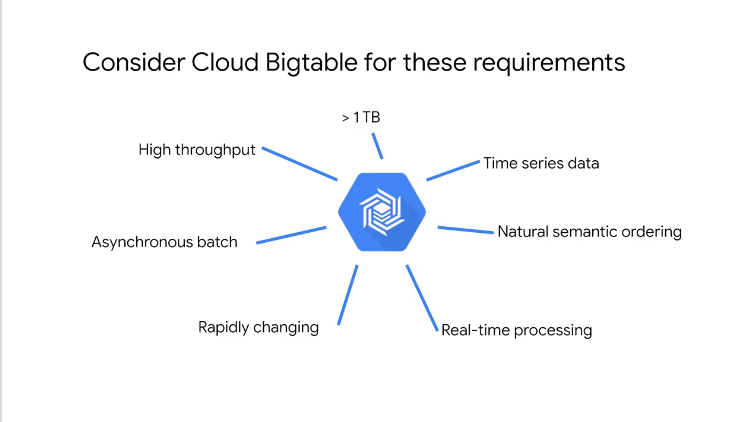 Consider Cloud Bigtable for these requirements
> 1 TB
High throughput
Time series data
Asynchronous batch
Natural semantic ordering
Rapidly changing
Real-time processing